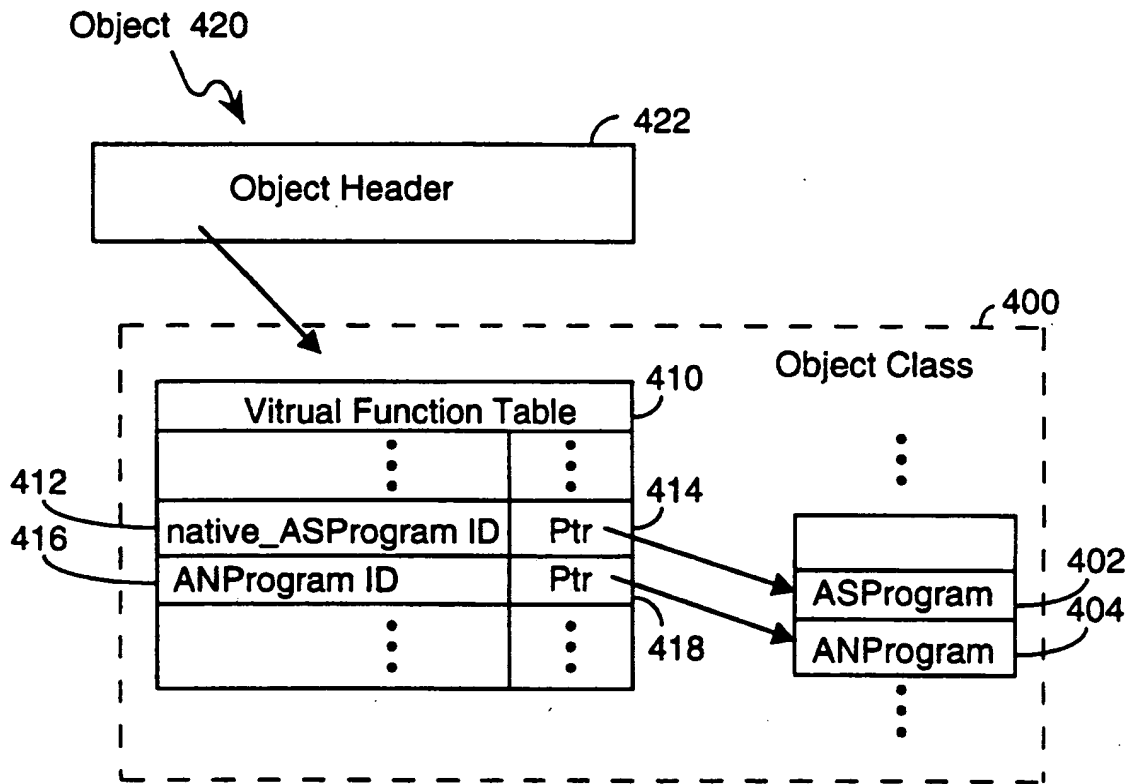 Object 420
422
Object Header
400
Object Class
410
Vitrual Function Table
412
414
native_ASProgram ID Ptr
416
ANProgram ID Ptr
402
ASProgram
404
ANProgram
418